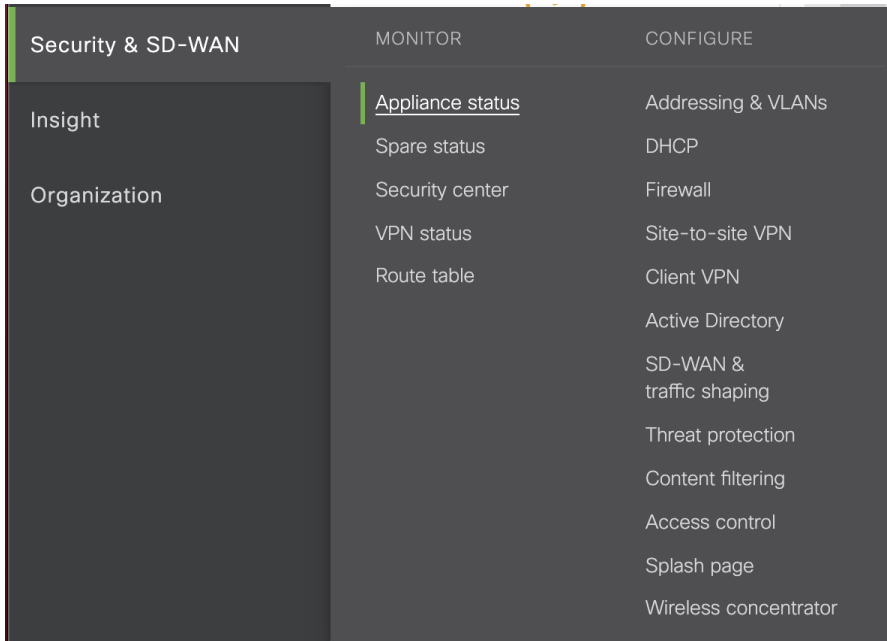 Security & SD-WAN
Insight
Organization
MONITOR
Appliance status
Spare status
Security center
VPN status
Route table
CONFIGURE
Addressing & VLANs
DHCP
Firewall
Site-to-site VPN
Client VPN
Active Directory
SD-WAN &
traffic shaping
Threat protection
Content filtering
Access control
Splash page
Wireless concentrator